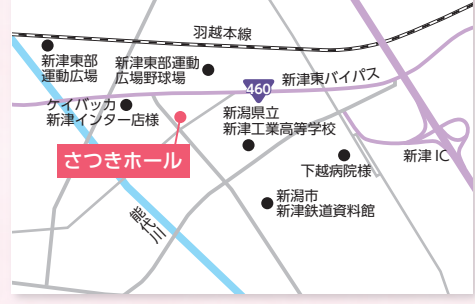 羽越本線
新津東部
運動広場
新津東部運動
広場野球場
460
新津東バイパス
ケイバッカ
新津インター店様
新潟県立
新津工業高等学校
さつきホール
下越病院様
新津IC
新潟市
新津鉄道資料館
能代川